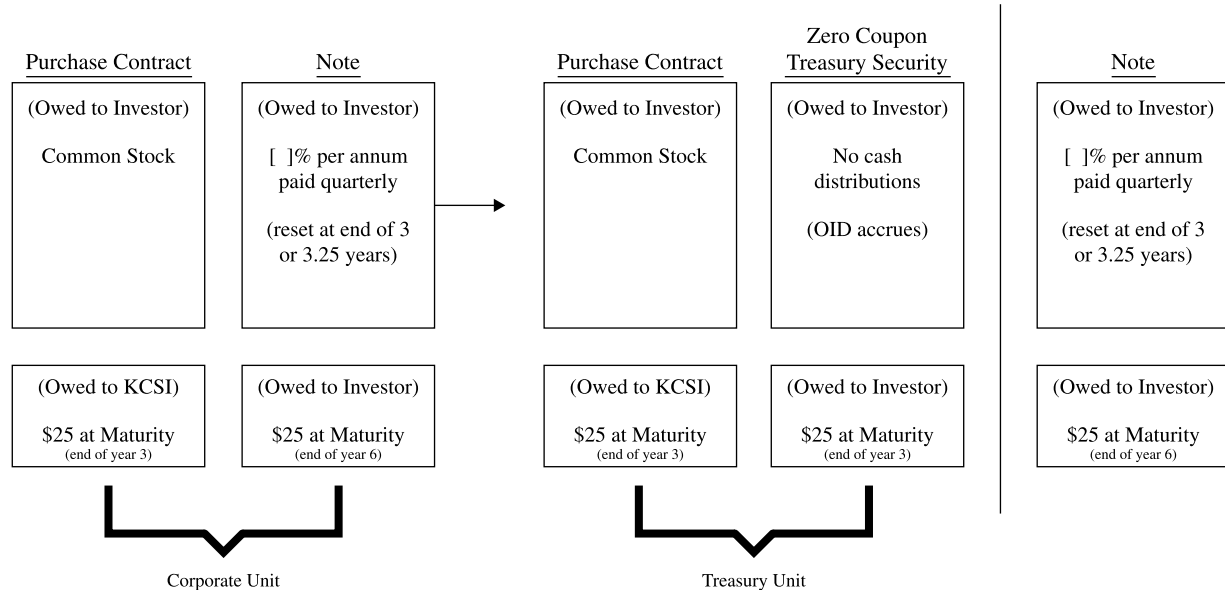 Purchase Contract
(Owed to Investor)
Common Stock
(Owed to KCSI)
$25 at Maturity
(end of year 3)
Note
(Owed to Investor)
[ ]% per annum
paid quarterly
(reset at end of 3
or 3.25 years)
(Owed to Investor)
$25 at Maturity
(end of year 6)
Corporate Unit
Purchase Contract
(Owed to Investor)
Common Stock
(Owed to KCSI)
$25 at Maturity
(end of year 3)
Zero Coupon
Treasury Security
(Owed to Investor)
No cash
distributions
(OID accrues)
(Owed to Investor)
$25 at Maturity
(end of year 3)
Treasury Unit
Note
(Owed to Investor)
[ ]% per annum
paid quarterly
(reset at end of 3
or 3.25 years)
(Owed to Investor)
$25 at Maturity
(end of year 6)